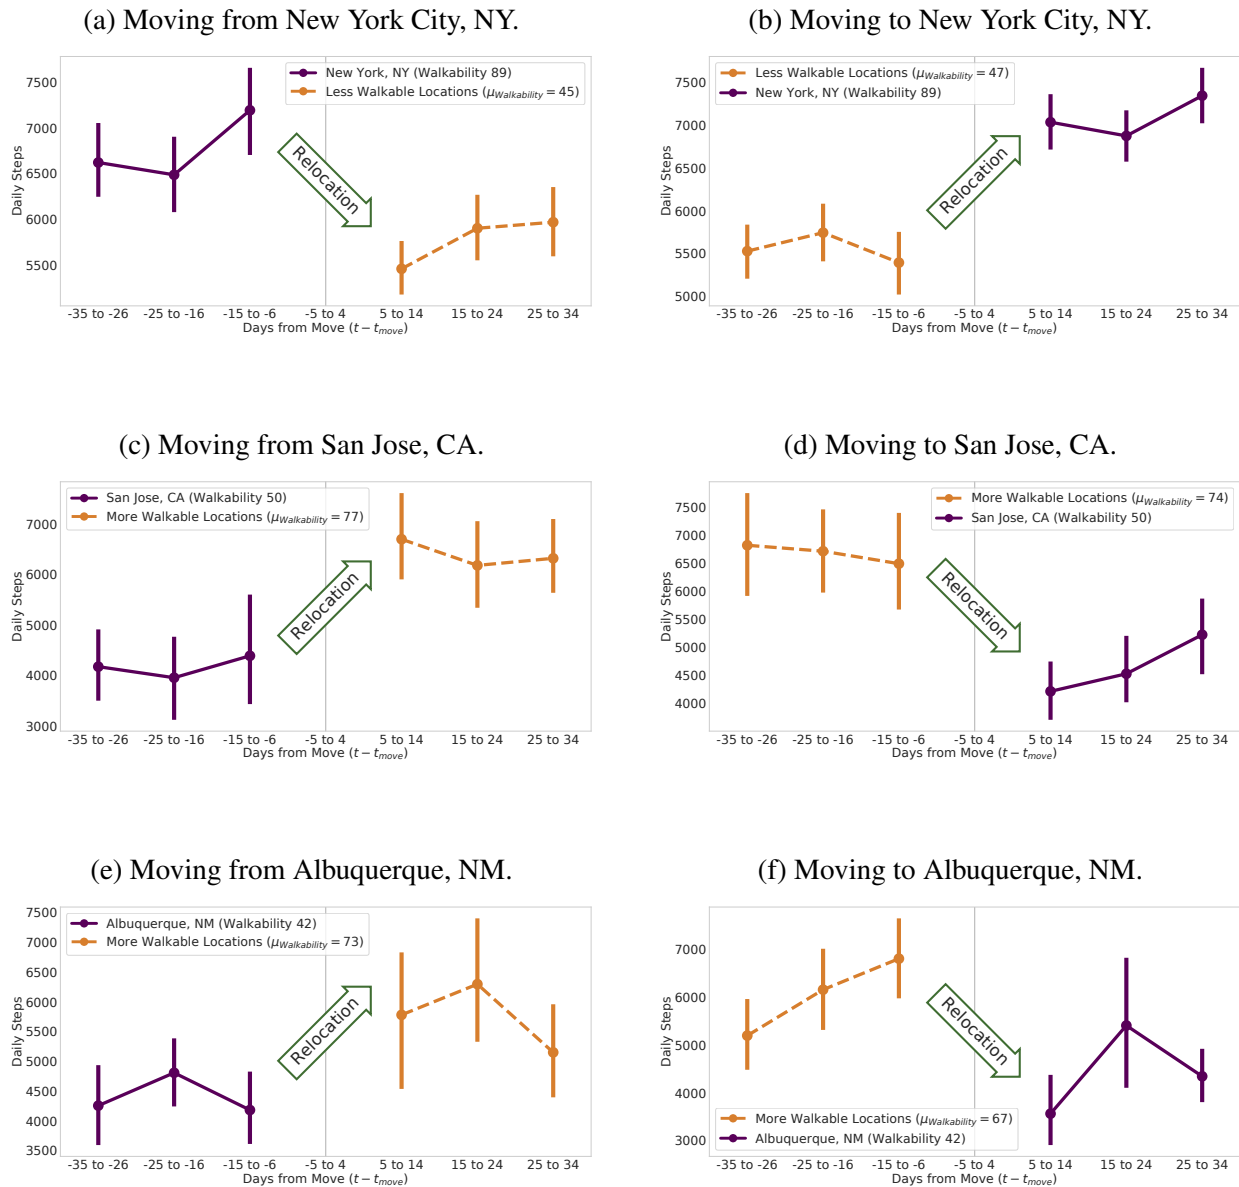 (a) Moving from New York City, NY.
7500
7000
6500
6000
5500
Daily Steps
New York, NY (Walkability 89)
Less Walkable Locations (μWalkability = 45)
Relocation
-35 to -26 -25 to -16 -15 to -6 -5 to 4 5 to 14 15 to 24 25 to 34
Days from Move (t − tmove)
(b) Moving to New York City, NY.
7500
7000
6500
6000
5500
5000
Daily Steps
Less Walkable Locations (μWalkability = 47)
New York, NY (Walkability 89)
Relocation
-35 to -26 -25 to -16 -15 to -6 -5 to 4 5 to 14 15 to 24 25 to 34
Days from Move (t − tmove)
(c) Moving from San Jose, CA.
7000
6000
5000
4000
3000
Daily Steps
San Jose, CA (Walkability 50)
More Walkable Locations (μWalkability = 77)
Relocation
-35 to -26 -25 to -16 -15 to -6 -5 to 4 5 to 14 15 to 24 25 to 34
Days from Move (t − tmove)
(d) Moving to San Jose, CA.
7500
7000
6500
6000
5500
5000
4500
4000
Daily Steps
More Walkable Locations (μWalkability = 74)
San Jose, CA (Walkability 50)
Relocation
-35 to -26 -25 to -16 -15 to -6 -5 to 4 5 to 14 15 to 24 25 to 34
Days from Move (t − tmove)
(e) Moving from Albuquerque, NM.
7500
7000
6500
6000
5500
5000
4500
4000
3500
Daily Steps
Albuquerque, NM (Walkability 42)
More Walkable Locations (μWalkability = 73)
Relocation
-35 to -26 -25 to -16 -15 to -6 -5 to 4 5 to 14 15 to 24 25 to 34
Days from Move (t − tmove)
(f) Moving to Albuquerque, NM.
7000
6000
5000
4000
3000
Daily Steps
Relocation
More Walkable Locations (μWalkability = 67)
Albuquerque, NM (Walkability 42)
-35 to -26 -25 to -16 -15 to -6 -5 to 4 5 to 14 15 to 24 25 to 34
Days from Move (t − tmove)